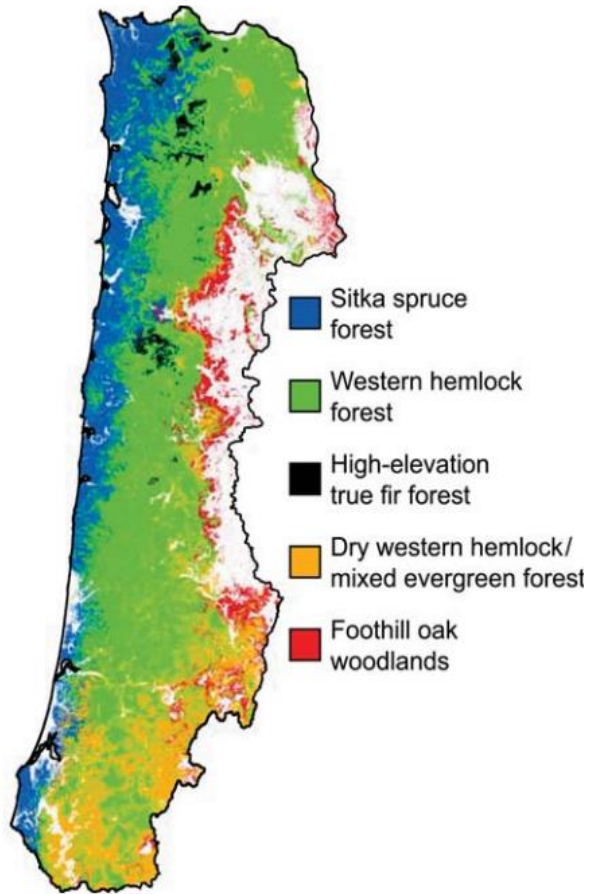 Sitka spruce
forest
Western hemlock
forest
High-elevation
true fir forest
Dry western hemlock/
mixed evergreen forest
Foothill oak
woodlands